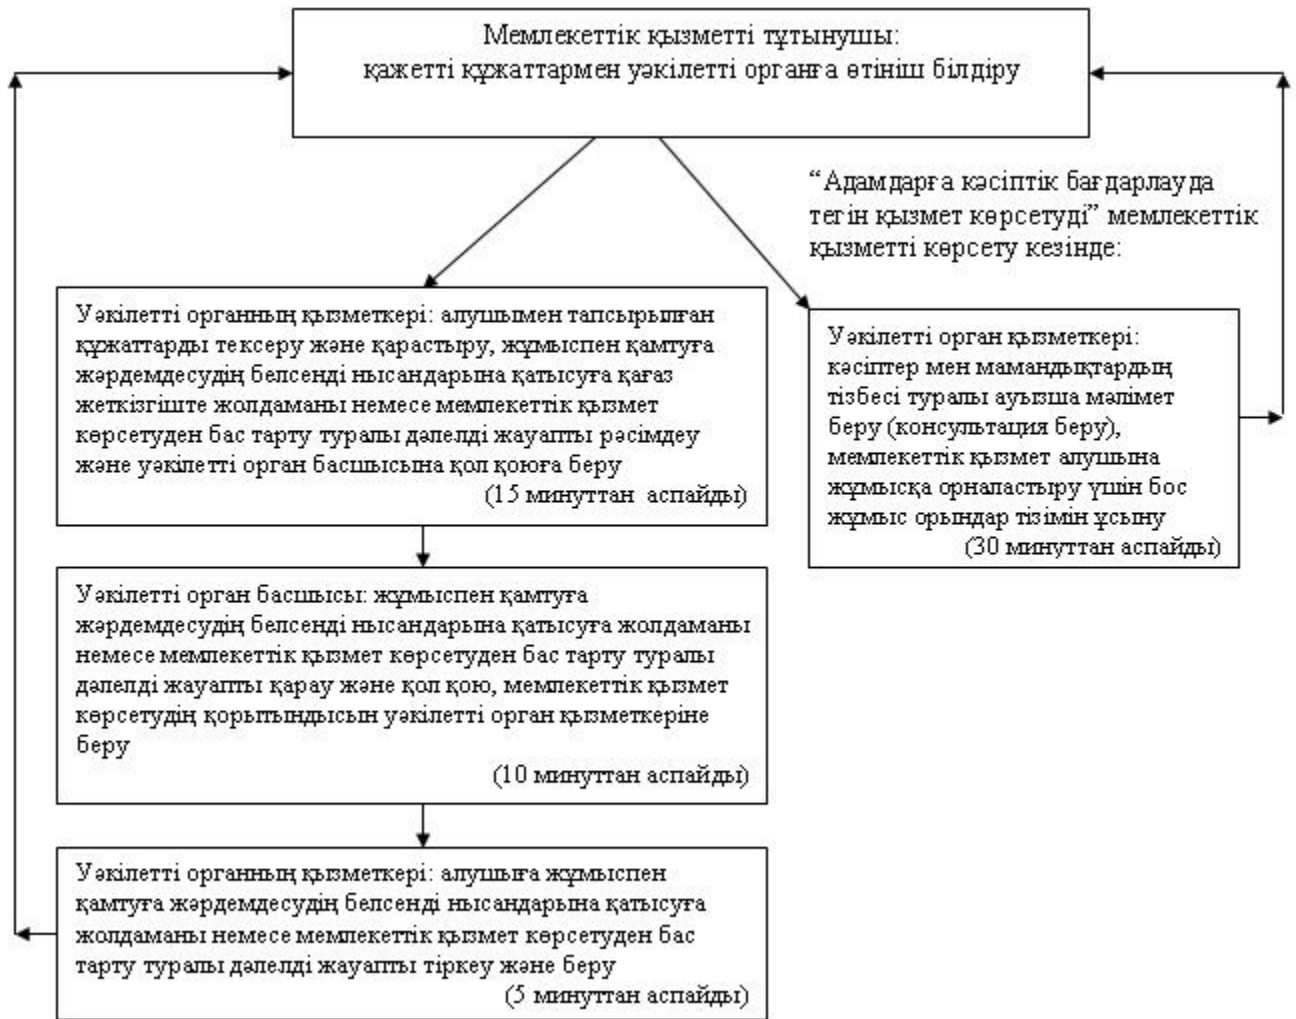 Мемлекеттік қызметті тұтынушы:
қажетті құжаттармен уәкілетті органға өтініш білдіру
“Адамдарға кәсіптік бағдарлауда
тегін қызмет көрсетуді” мемлекеттік
қызметті көрсету кезінде:
Уәкілетті органның қызметкері: алушымен тапсырылған
құжаттарды тексеру және қарастыру, жұмыспен қамтуға
жәрдемдесудің белсенді нысандарына қатысуға қағаз
жеткізгіште жолдаманы немесе мемлекеттік қызмет
көрсетуден бас тарту туралы дәлелді жауапты рәсімдеу
және уәкілетті орган басшысына қол қоюға беру
(15 минуттан аспайды)
Уәкілетті орган қызметкері:
кәсіптер мен мамандықтардың
тізбесі туралы ауызша мәлімет
беру (консультация беру),
мемлекеттік қызмет алушына
жұмысқа орналастыру үшін бос
жұмыс орындар тізімін ұсыну
(30 минуттан аспайды)
Уәкілетті орган басшысы: жұмыспен қамтуға
жәрдемдесудің белсенді нысандарына қатысуға жолдаманы
немесе мемлекеттік қызмет көрсетуден бас тарту туралы
дәлелді жауапты қарау және қол қою, мемлекеттік қызмет
көрсетудің қорытындысын уәкілетті орган қызметкеріне
беру
(10 минуттан аспайды)
Уәкілетті органның қызметкері: алушыға жұмыспен
қамтуға жәрдемдесудің белсенді нысандарына қатысуға
жолдаманы немесе мемлекеттік қызмет көрсетуден бас
тарту туралы дәлелді жауапты тіркеу және беру
(5 минуттан аспайды)